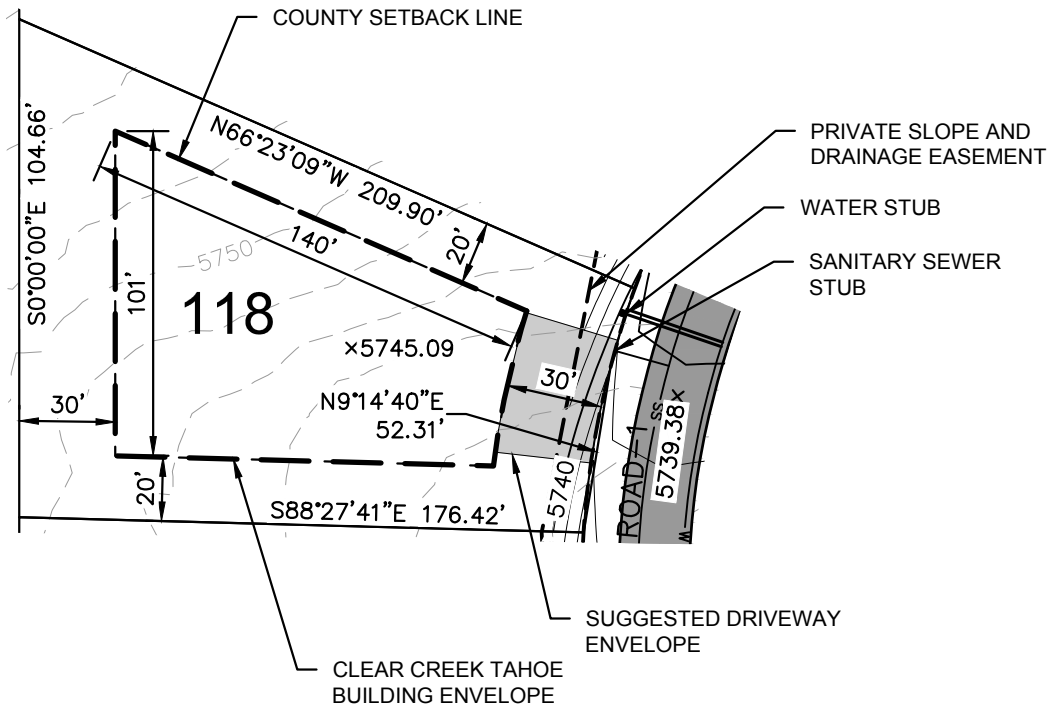 COUNTY SETBACK LINE
S0°00'00"E 104.66'
N66°23'09"W 209.90'
PRIVATE SLOPE AND
DRAINAGE EASEMENT
WATER STUB
SANITARY SEWER
STUB
20'
140'
5750
101'
118
×5745.09
30'
30'
N9°14'40"E
52.31'
20'
S88°27'41"E 176.42'
5740
ROAD-1
SS
5739.38×
W
SUGGESTED DRIVEWAY
ENVELOPE
CLEAR CREEK TAHOE
BUILDING ENVELOPE